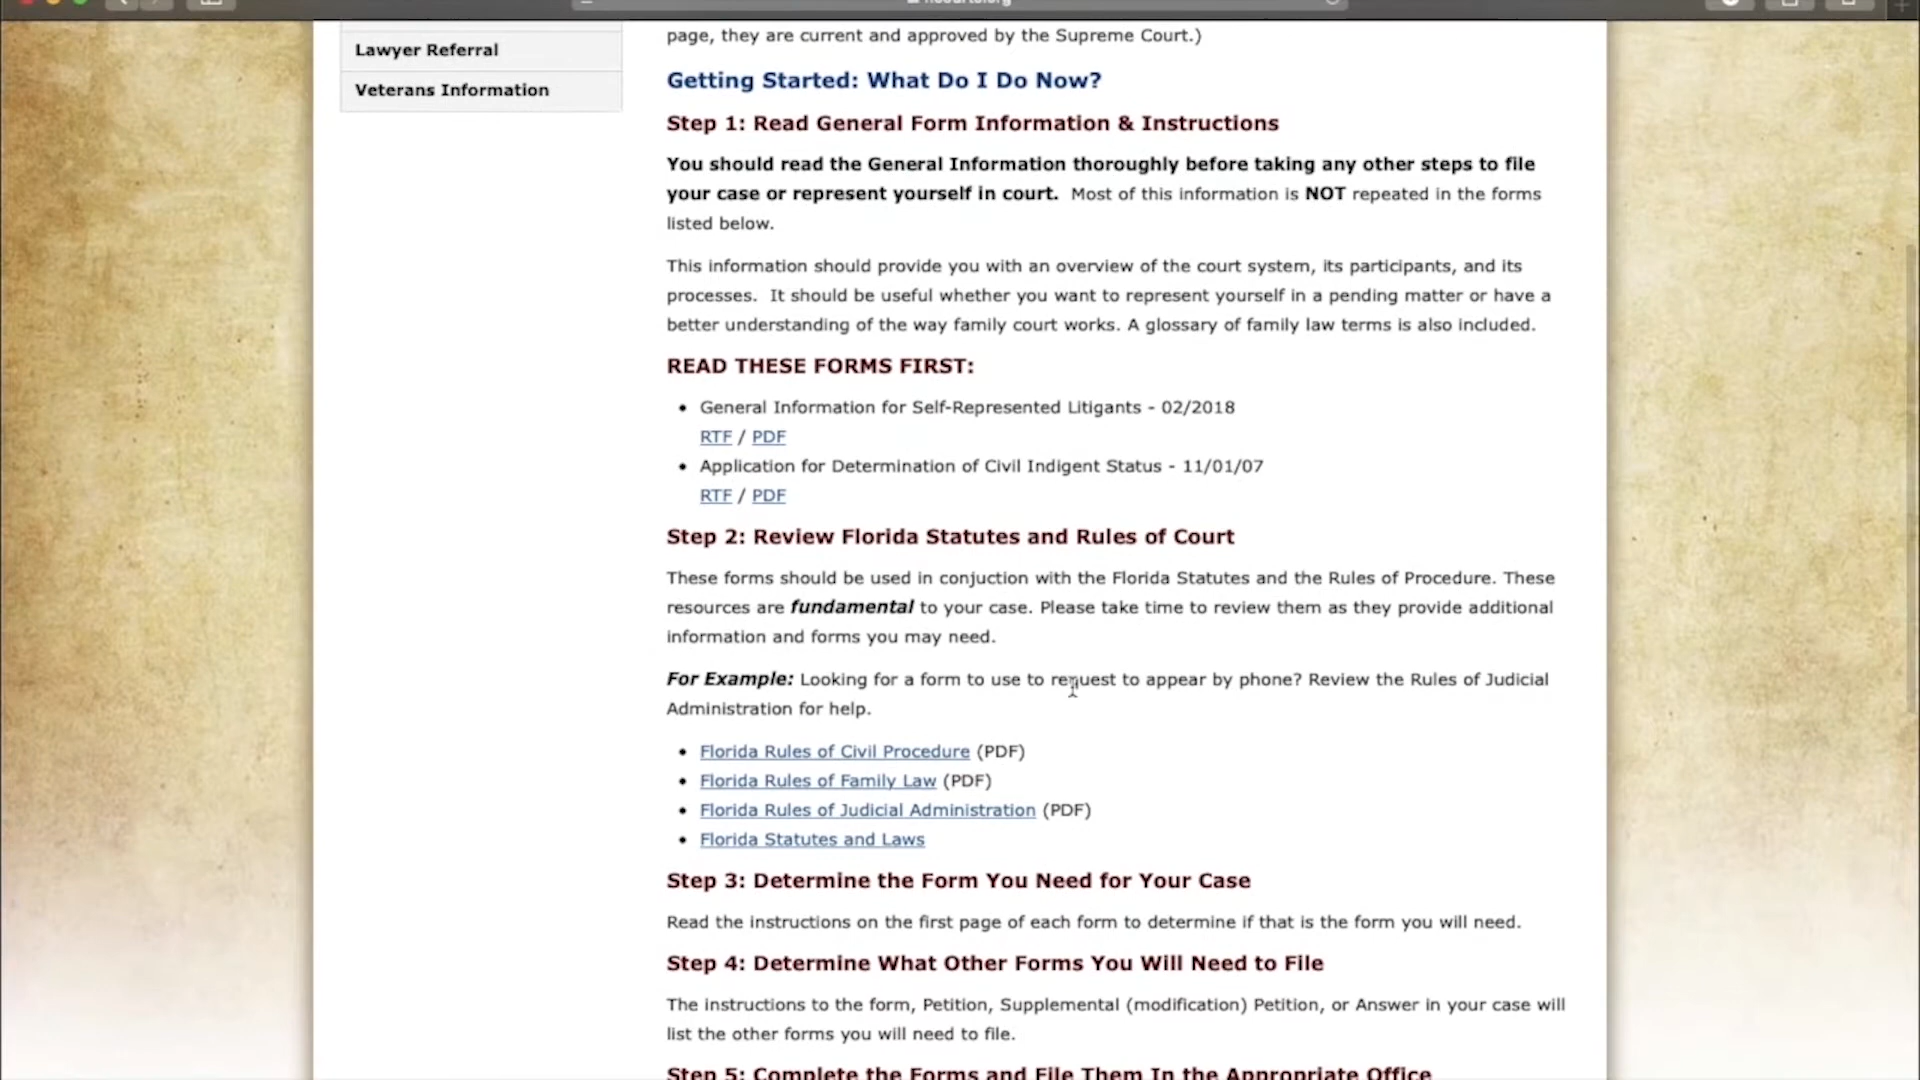 Lawyer Referral
Veterans Information
page, they are current and approved by the Supreme Court.)
Getting Started: What Do I Do Now?
Step 1: Read General Form Information & Instructions
You should read the General Information thoroughly before taking any other steps to file
your case or represent yourself in court. Most of this information is NOT repeated in the forms
listed below.
This information should provide you with an overview of the court system, its participants, and its
processes. It should be useful whether you want to represent yourself in a pending matter or have a
better understanding of the way family court works. A glossary of family law terms is also included.
READ THESE FORMS FIRST:
• General Information for Self-Represented Litigants - 02/2018
RTF / PDF
• Application for Determination of Civil Indigent Status - 11/01/07
RTF / PDF
Step 2: Review Florida Statutes and Rules of Court
These forms should be used in conjuction with the Florida Statutes and the Rules of Procedure. These
resources are fundamental to your case. Please take time to review them as they provide additional
information and forms you may need.
For Example: Looking for a form to use to request to appear by phone? Review the Rules of Judicial
Administration for help.
• Florida Rules of Civil Procedure (PDF)
• Florida Rules of Family Law (PDF)
• Florida Rules of Judicial Administration (PDF)
• Florida Statutes and Laws
Step 3: Determine the Form You Need for Your Case
Read the instructions on the first page of each form to determine if that is the form you will need.
Step 4: Determine What Other Forms You Will Need to File
The instructions to the form, Petition, Supplemental (modification) Petition, or Answer in your case will
list the other forms you will need to file.
Step 5: Complete the Forms and File Them In the Appropriate Office